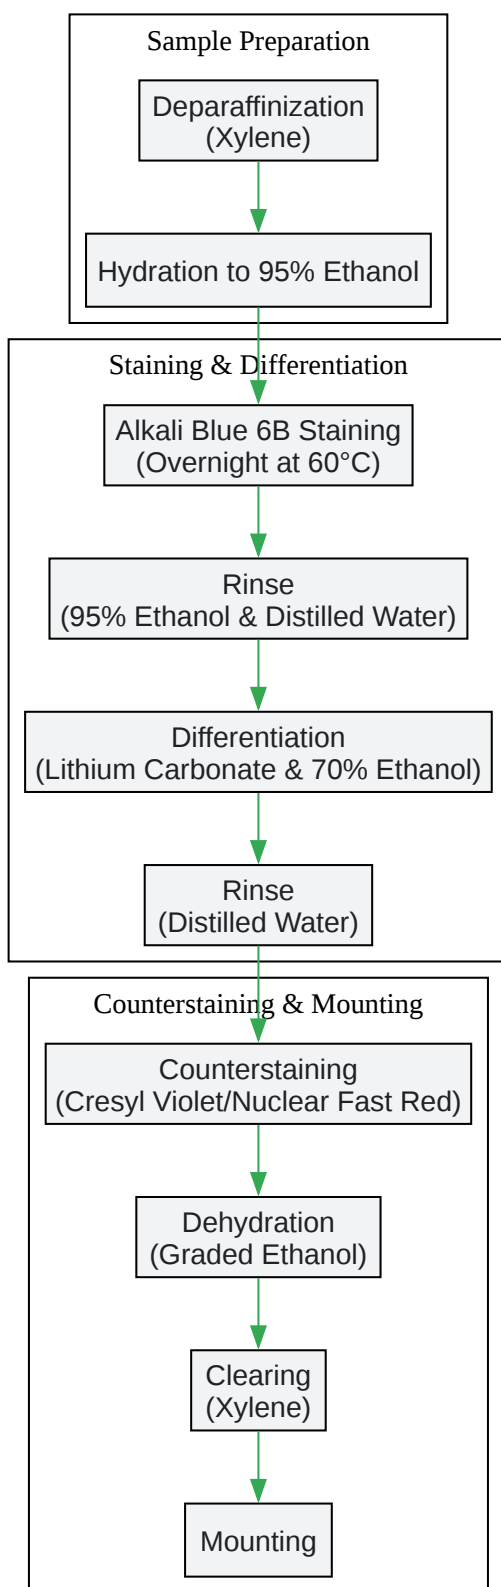 Sample Preparation
Deparaffinization
(Xylene)
Hydration to 95% Ethanol
Staining & Differentiation
Alkali Blue 6B Staining
(Overnight at 60°C)
Rinse
(95% Ethanol & Distilled Water)
Differentiation
(Lithium Carbonate & 70% Ethanol)
Rinse
(Distilled Water)
Counterstaining & Mounting
Counterstaining
(Cresyl Violet/Nuclear Fast Red)
Dehydration
(Graded Ethanol)
Clearing
(Xylene)
Mounting